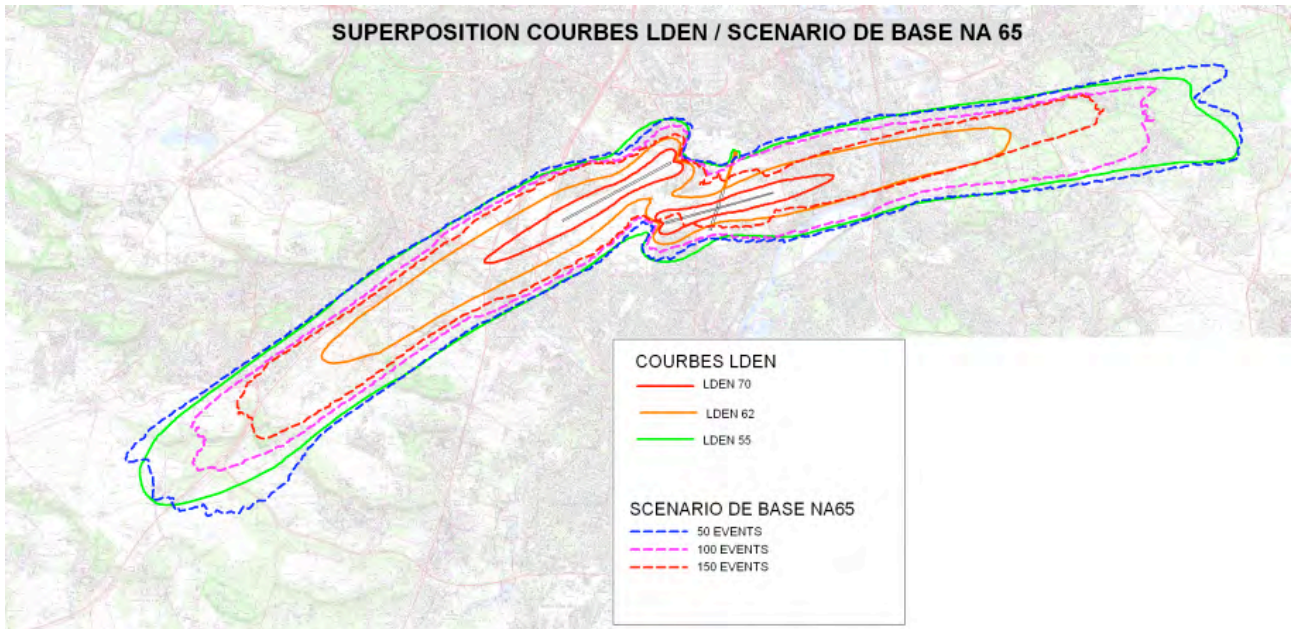 SUPERPOSITION COURBES LDEN / SCENARIO DE BASE NA 65
COURBES LDEN
LDEN 70
LDEN 62
LDEN 55
SCENARIO DE BASE NA65
50 EVENTS
100 EVENTS
150 EVENTS